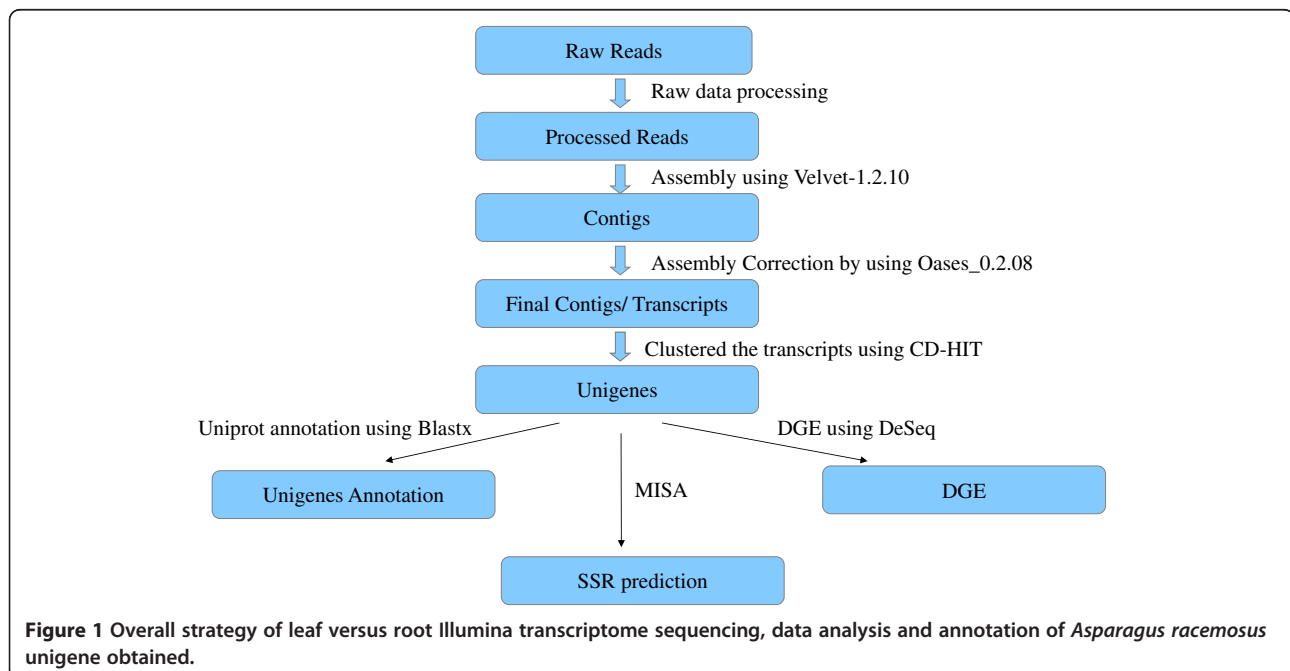 Raw Reads
Raw data processing
Processed Reads
Assembly using Velvet-1.2.10
Contigs
Assembly Correction by using Oases_0.2.08
Final Contigs/ Transcripts
Clustered the transcripts using CD-HIT
Unigenes
Uniprot annotation using Blastx
DGE using DeSeq
Unigenes Annotation
MISA
DGE
SSR prediction
Figure 1 Overall strategy of leaf versus root Illumina transcriptome sequencing, data analysis and annotation of Asparagus racemosus
unigene obtained.